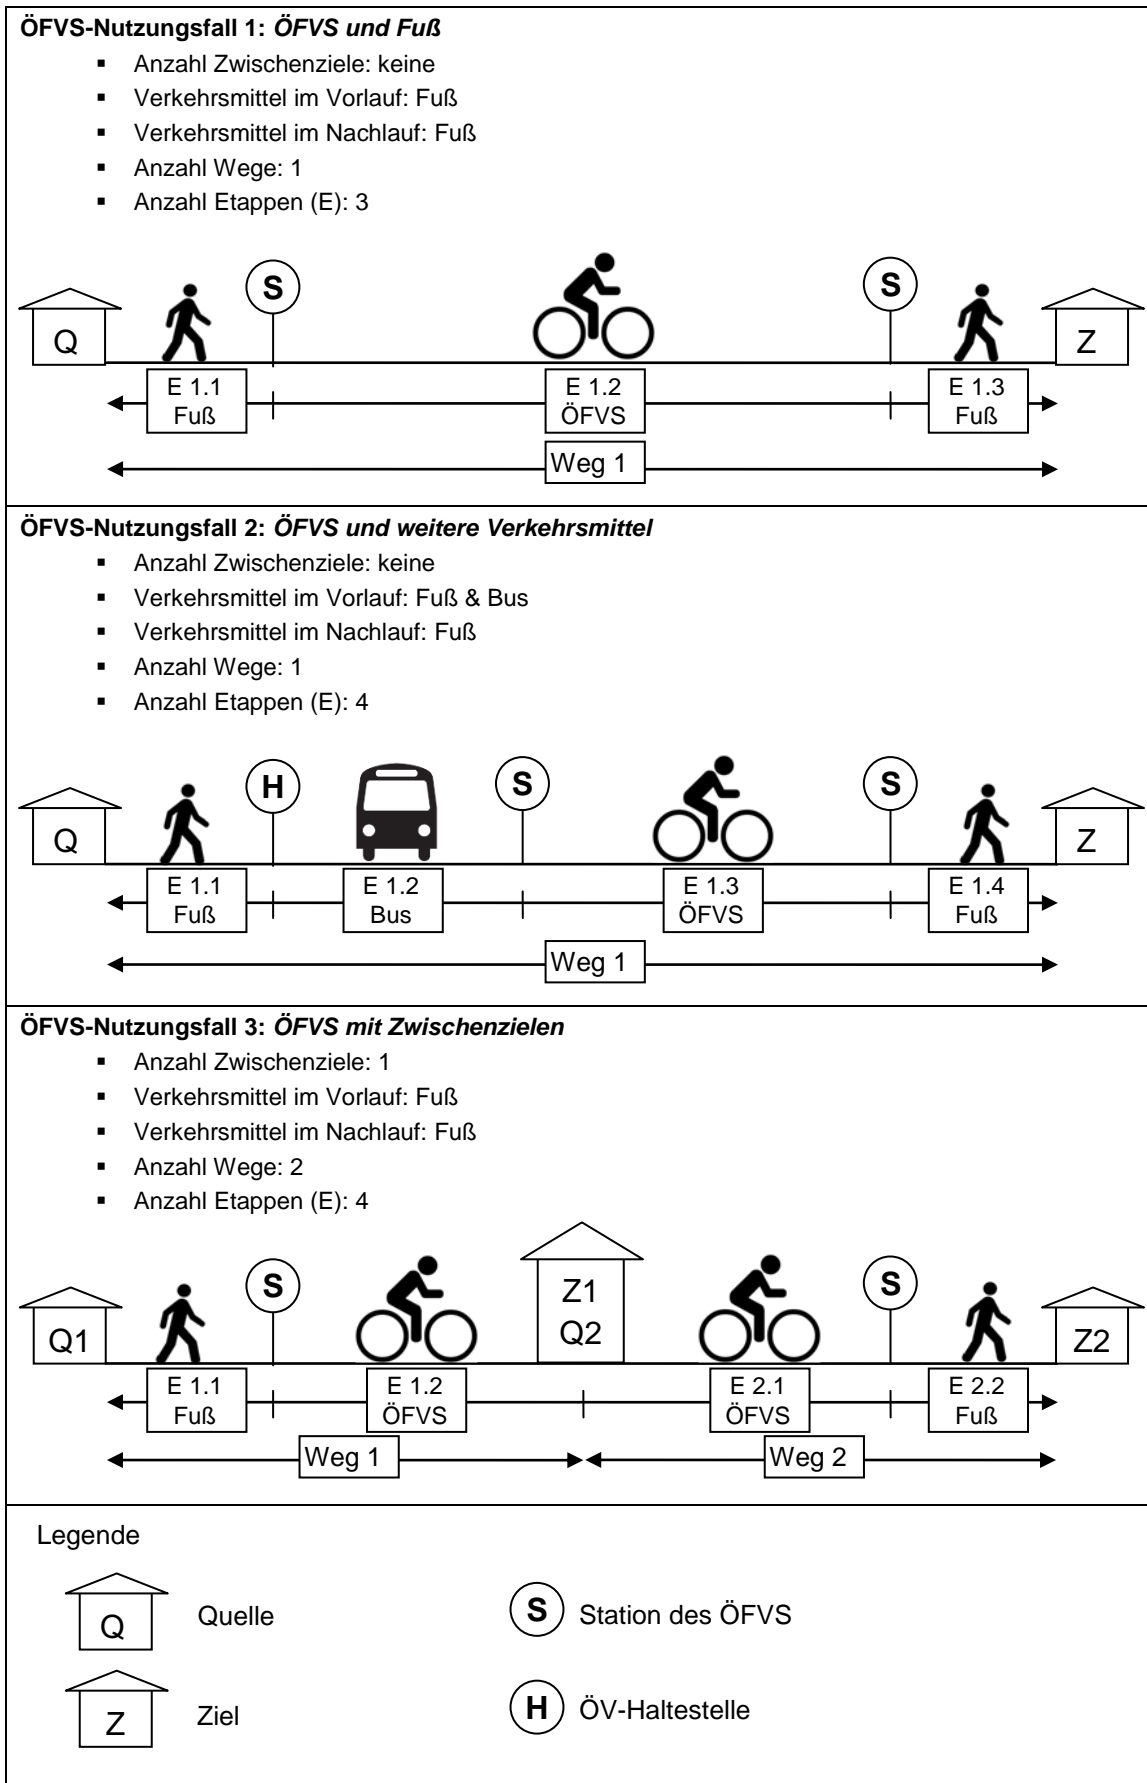 ÖFVS-Nutzungsfall 1: ÖFVS und Fuß
▪ Anzahl Zwischenziele: keine
▪ Verkehrsmittel im Vorlauf: Fuß
▪ Verkehrsmittel im Nachlauf: Fuß
▪ Anzahl Wege: 1
▪ Anzahl Etappen (E): 3
S S
Q Z
E 1.1 E 1.2 E 1.3
Fuß ÖFVS Fuß
Weg 1
ÖFVS-Nutzungsfall 2: ÖFVS und weitere Verkehrsmittel
▪ Anzahl Zwischenziele: keine
▪ Verkehrsmittel im Vorlauf: Fuß & Bus
▪ Verkehrsmittel im Nachlauf: Fuß
▪ Anzahl Wege: 1
▪ Anzahl Etappen (E): 4
H S S
Q Z
E 1.1 E 1.2 E 1.3 E 1.4
Fuß Bus ÖFVS Fuß
Weg 1
ÖFVS-Nutzungsfall 3: ÖFVS mit Zwischenzielen
▪ Anzahl Zwischenziele: 1
▪ Verkehrsmittel im Vorlauf: Fuß
▪ Verkehrsmittel im Nachlauf: Fuß
▪ Anzahl Wege: 2
▪ Anzahl Etappen (E): 4
S Z1 S
Q1 Q2 Z2
E 1.1 E 1.2 E 2.1 E 2.2
Fuß ÖFVS ÖFVS Fuß
Weg 1 Weg 2
Legende
Q Quelle S Station des ÖFVS
Z Ziel H ÖV-Haltestelle